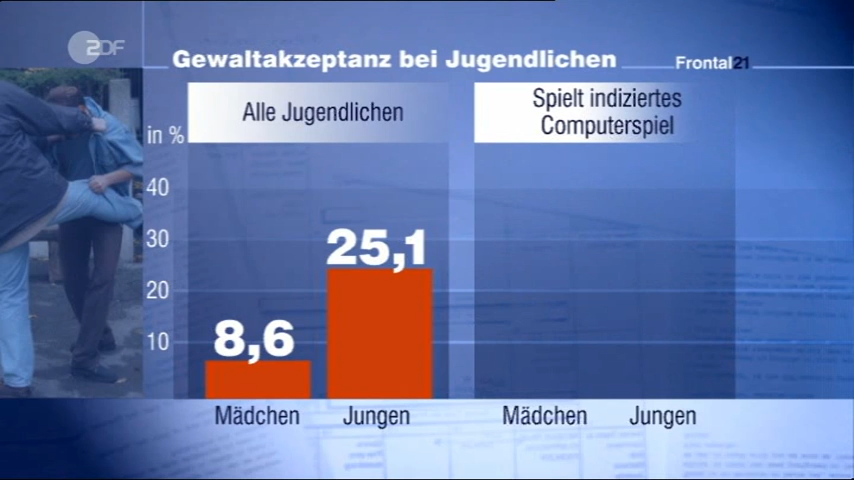 ZDF
Gewaltakzeptanz bei Jugendlichen
Frontal21
Alle Jugendlichen
Spielt indiziertes
Computerspiel
in %
40
30
20
10
25,1
8,6
Mädchen
Jungen
Mädchen
Jungen